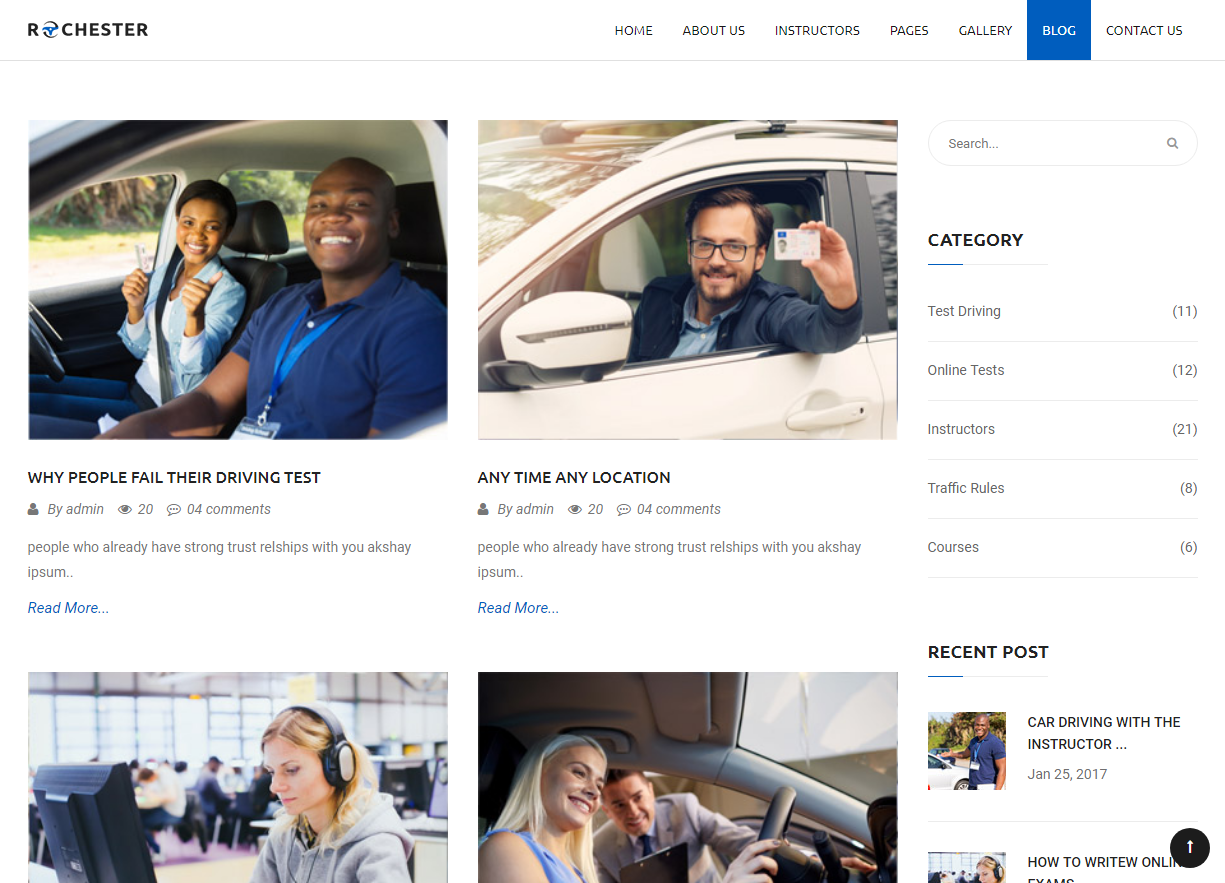 ROCHESTER
HOME ABOUT US INSTRUCTORS PAGES GALLERY BLOG CONTACT US
Search...
WHY PEOPLE FAIL THEIR DRIVING TEST
By admin 20 04 comments
people who already have strong trust relships with you akshay
ipsum..
Read More...
ANY TIME ANY LOCATION
By admin 20 04 comments
people who already have strong trust relships with you akshay
ipsum..
Read More...
CATEGORY
Test Driving (11)
Online Tests (12)
Instructors (21)
Traffic Rules (8)
Courses (6)
RECENT POST
CAR DRIVING WITH THE
INSTRUCTOR ...
Jan 25, 2017
HOW TO WRITEW ONLIN
EXAMS